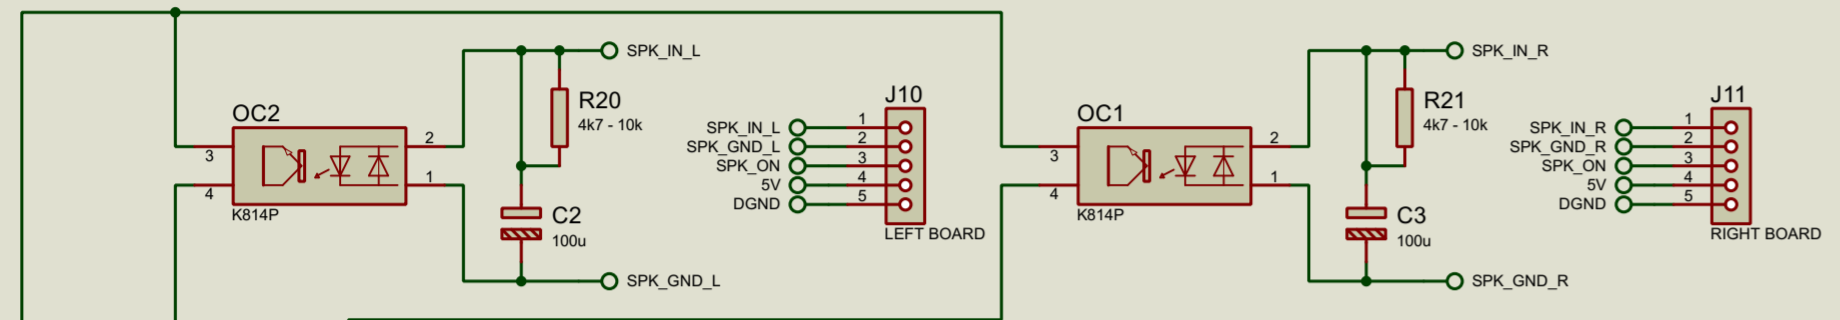 SPK_IN_L
OC2
2
3
1
4
K814P
R20
4k7 - 10k
C2
100u
SPK_GND_L
J10
SPK_IN_L 1
SPK_GND_L 2
SPK_ON 3
5V 4
DGND 5
LEFT BOARD
SPK_IN_R
OC1
2
3
1
4
K814P
R21
4k7 - 10k
C3
100u
SPK_GND_R
J11
SPK_IN_R 1
SPK_GND_R 2
SPK_ON 3
5V 4
DGND 5
RIGHT BOARD